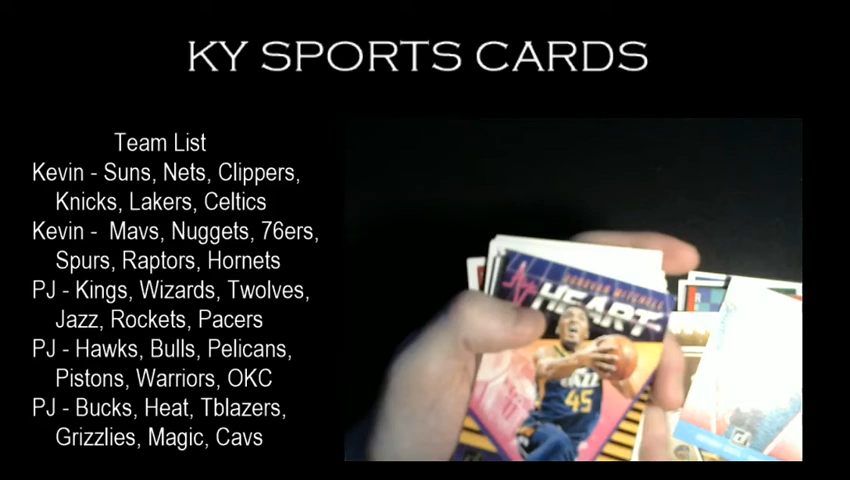 KY SPORTS CARDS
Team List
Kevin - Suns, Nets, Clippers,
Knicks, Lakers, Celtics
Kevin - Mavs, Nuggets, 76ers,
Spurs, Raptors, Hornets
PJ - Kings, Wizards, Twolves,
Jazz, Rockets, Pacers
PJ - Hawks, Bulls, Pelicans,
Pistons, Warriors, OKC
PJ - Bucks, Heat, Tblazers,
Grizzlies, Magic, Cavs
DONOVAN MITCHELL
HEART
JAZZ
45